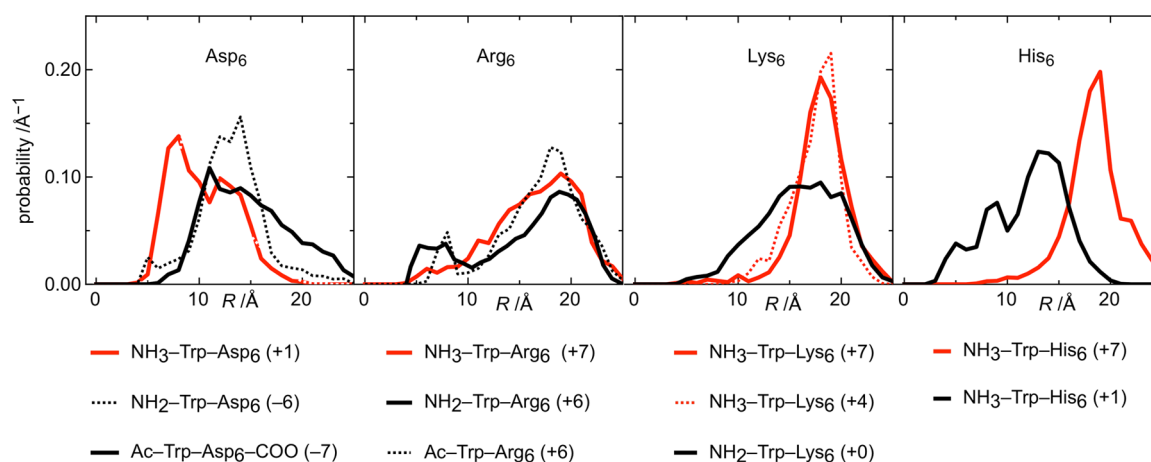 Asp6 Arg6 Lys6 His6
0.20
0.10
0.00
probability /Å−1
0 10 20 0 10 20 0 10 20 0 10 20
R /Å R /Å R /Å R /Å
NH3–Trp–Asp6 (+1) NH3–Trp–Arg6 (+7) NH3–Trp–Lys6 (+7) NH3–Trp–His6 (+7)
NH2–Trp–Asp6 (–6) NH2–Trp–Arg6 (+6) NH3–Trp–Lys6 (+4) NH3–Trp–His6 (+1)
Ac–Trp–Asp6–COO (–7) Ac–Trp–Arg6 (+6) NH2–Trp–Lys6 (+0)